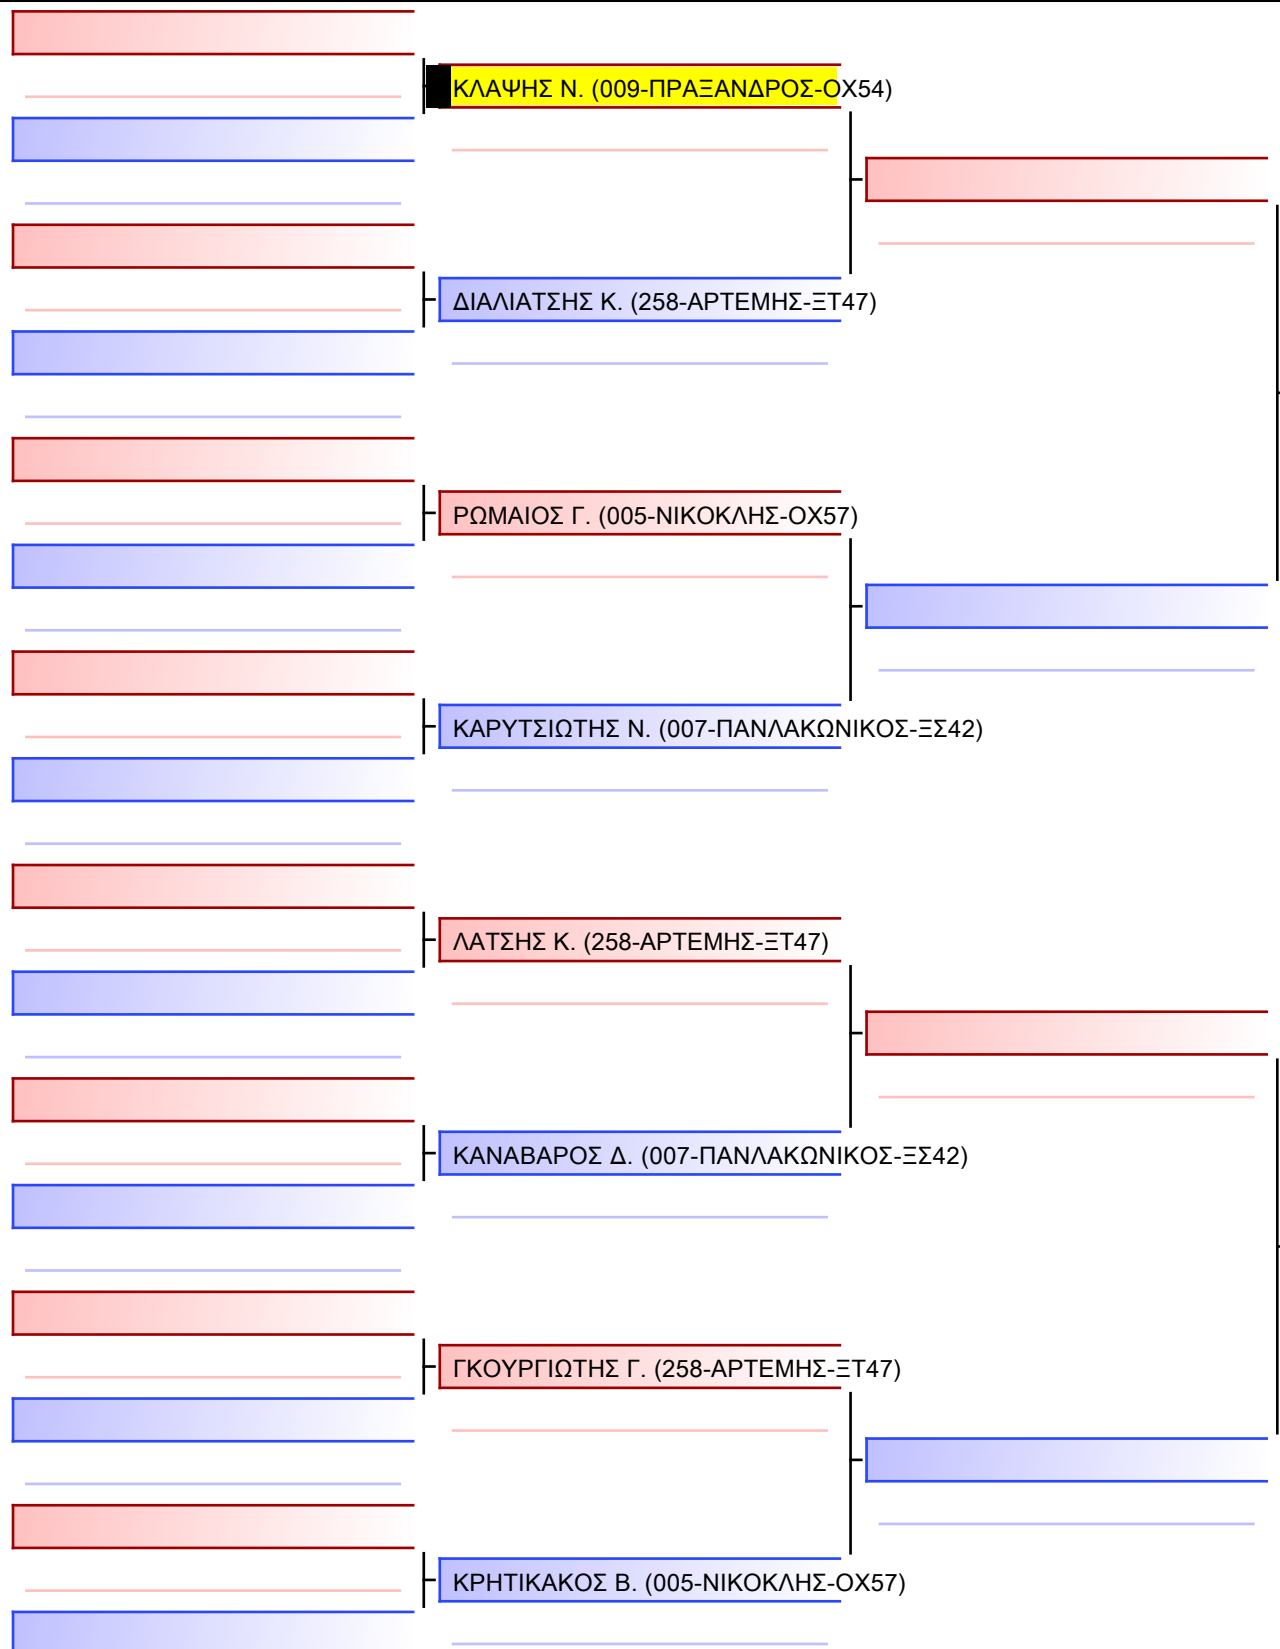 ΚΛΑΨΗΣ Ν. (009-ΠΡΑΞΑΝΔΡΟΣ-ΟΧ54)
ΔΙΑΛΙΑΤΣΗΣ Κ. (258-ΑΡΤΕΜΗΣ-ΞΤ47)
ΡΩΜΑΙΟΣ Γ. (005-ΝΙΚΟΚΛΗΣ-ΟΧ57)
ΚΑΡΥΤΣΙΩΤΗΣ Ν. (007-ΠΑΝΛΑΚΩΝΙΚΟΣ-ΞΣ42)
ΛΑΤΣΗΣ Κ. (258-ΑΡΤΕΜΗΣ-ΞΤ47)
ΚΑΝΑΒΑΡΟΣ Δ. (007-ΠΑΝΛΑΚΩΝΙΚΟΣ-ΞΣ42)
ΓΚΟΥΡΓΙΩΤΗΣ Γ. (258-ΑΡΤΕΜΗΣ-ΞΤ47)
ΚΡΗΤΙΚΑΚΟΣ Β. (005-ΝΙΚΟΚΛΗΣ-ΟΧ57)